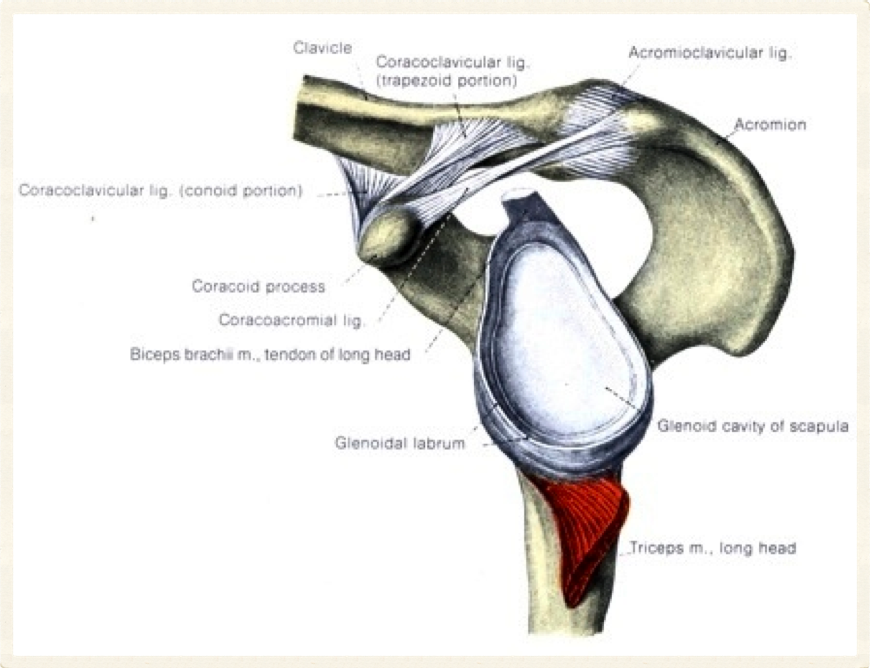 Clavicle
Coracoclavicular lig.
(trapezoid portion)
Acromioclavicular lig.
Acromion
Coracoclavicular lig. (conoid portion)
Coracoid process
Coracoacromial lig.
Biceps brachii m., tendon of long head
Glenoid cavity of scapula
Glenoidal labrum
Triceps m., long head